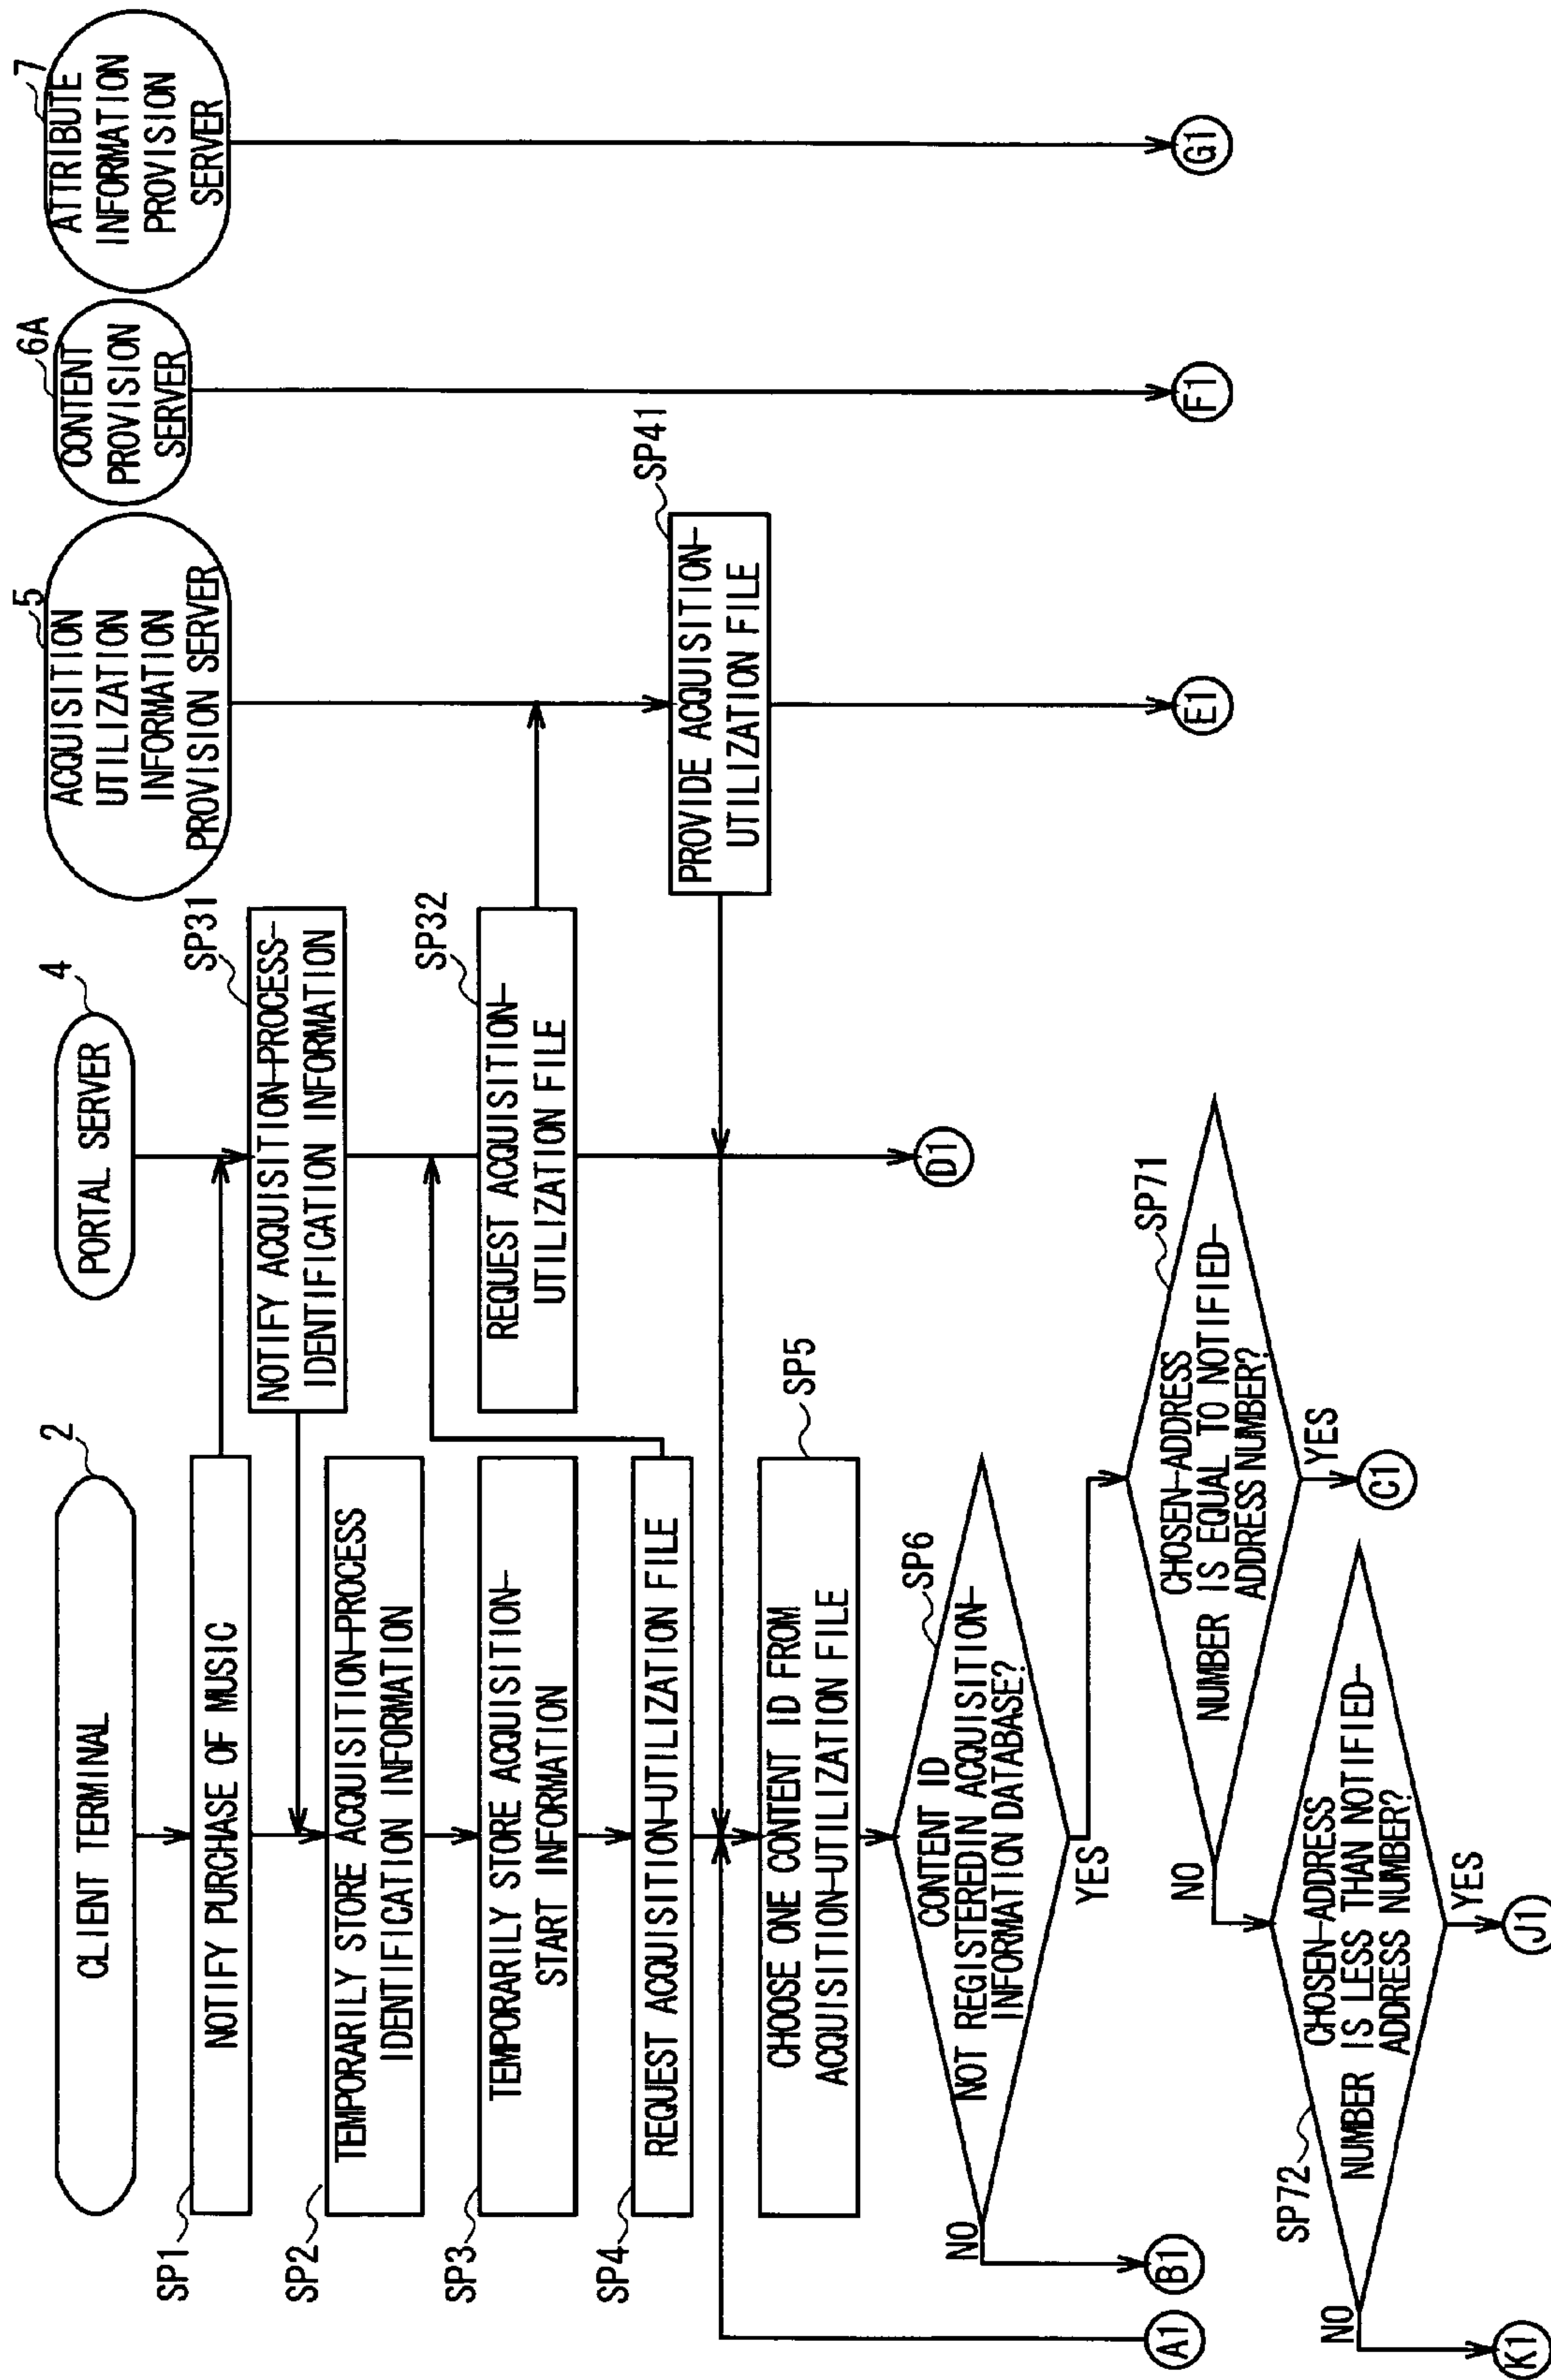 CLIENT TERMINAL
2
PORTAL SERVER
4
ACQUISITION
UTILIZATION
INFORMATION
PROVISION SERVER
5
CONTENT
PROVISION
SERVER
6A
ATTRIBUTE
INFORMATION
PROVISION
SERVER
7
SP1
NOTIFY PURCHASE OF MUSIC
SP31
NOTIFY ACQUISITION-PROCESS-
IDENTIFICATION INFORMATION
SP2
TEMPORARILY STORE ACQUISITION-PROCESS
IDENTIFICATION INFORMATION
SP3
TEMPORARILY STORE ACQUISITION-
START INFORMATION
SP32
REQUEST ACQUISITION-
UTILIZATION FILE
SP4
REQUEST ACQUISITION-UTILIZATION FILE
SP41
PROVIDE ACQUISITION-
UTILIZATION FILE
SP5
CHOOSE ONE CONTENT ID FROM
ACQUISITION-UTILIZATION FILE
SP6
CONTENT ID
NOT REGISTERED IN ACQUISITION-
INFORMATION DATABASE?
NO
YES
D1
A1
B1
E1
F1
G1
SP71
CHOSEN-ADDRESS
NUMBER IS EQUAL TO NOTIFIED-
ADDRESS NUMBER?
NO
YES
C1
SP72
CHOSEN-ADDRESS
NUMBER IS LESS THAN NOTIFIED-
ADDRESS NUMBER?
NO
YES
K1
J1